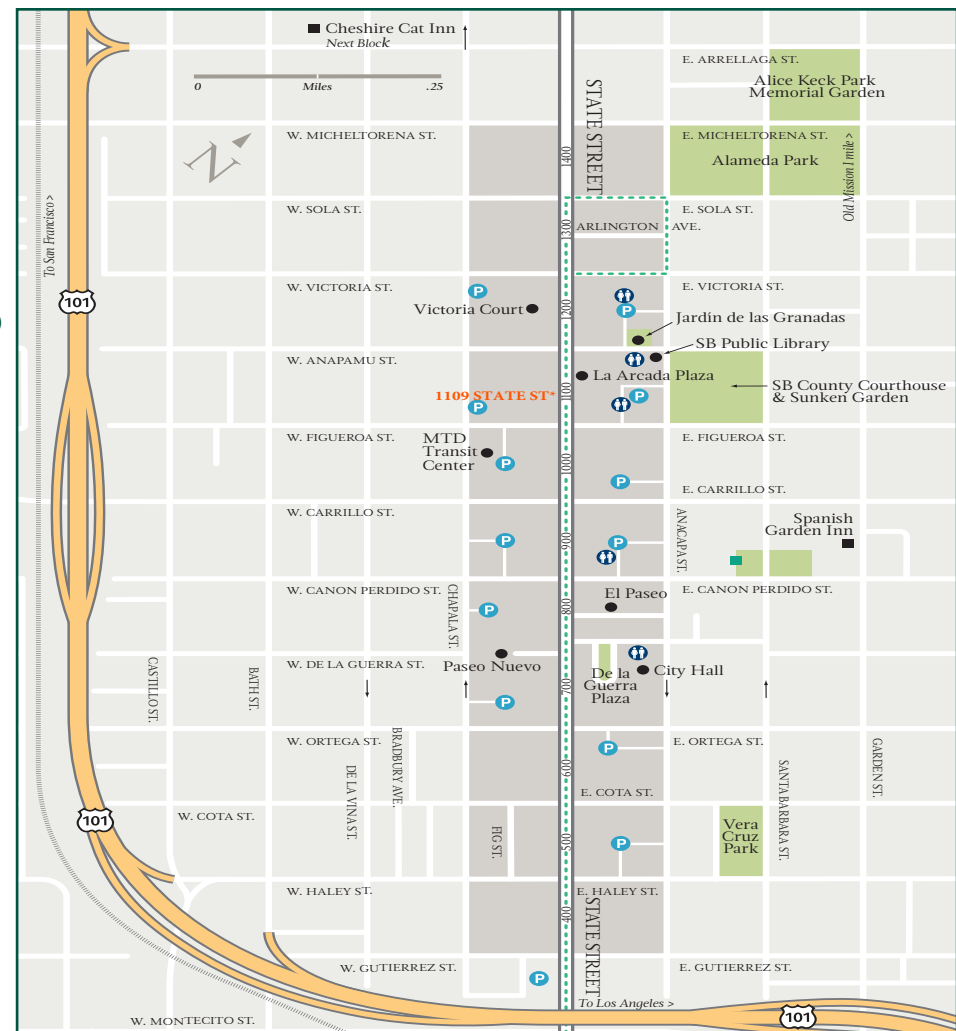 Cheshire Cat Inn
Next Block
E. ARRELLAGA ST.
Alice Keck Park
Memorial Garden
0 Miles .25
STATE STREET
W. MICHELTORENA ST.
E. MICHELTORENA ST.
N
1400
Alameda Park
Old Mission 1 mile >
W. SOLA ST.
E. SOLA ST.
To San Francisco >
1300
ARLINGTON AVE.
W. VICTORIA ST.
E. VICTORIA ST.
P
101
Victoria Court
1200
P
Jardín de las Granadas
SB Public Library
W. ANAPAMU ST.
La Arcada Plaza
SB County Courthouse
& Sunken Garden
1109 STATE ST*
1100
P
P
W. FIGUEROA ST.
E. FIGUEROA ST.
MTD
Transit
Center
P
1000
P
E. CARRILLO ST.
W. CARRILLO ST.
ANACAPA ST.
Spanish
Garden Inn
P
900
P
W. CANON PERDIDO ST.
CHAPALA ST.
El Paseo
E. CANON PERDIDO ST.
P
800
W. DE LA GUERRA ST.
Paseo Nuevo
De la
Guerra
Plaza
City Hall
CASTILLO ST.
BATH ST.
700
P
W. ORTEGA ST.
BRADBURY AVE.
P
E. ORTEGA ST.
GARDEN ST.
DE LA VINA ST.
600
SANTA BARBARA ST.
E. COTA ST.
101
W. COTA ST.
FIG ST.
500
P
Vera
Cruz
Park
W. HALEY ST.
E. HALEY ST.
400
STATE STREET
W. GUTIERREZ ST.
P
E. GUTIERREZ ST.
To Los Angeles >
W. MONTECITO ST.
101